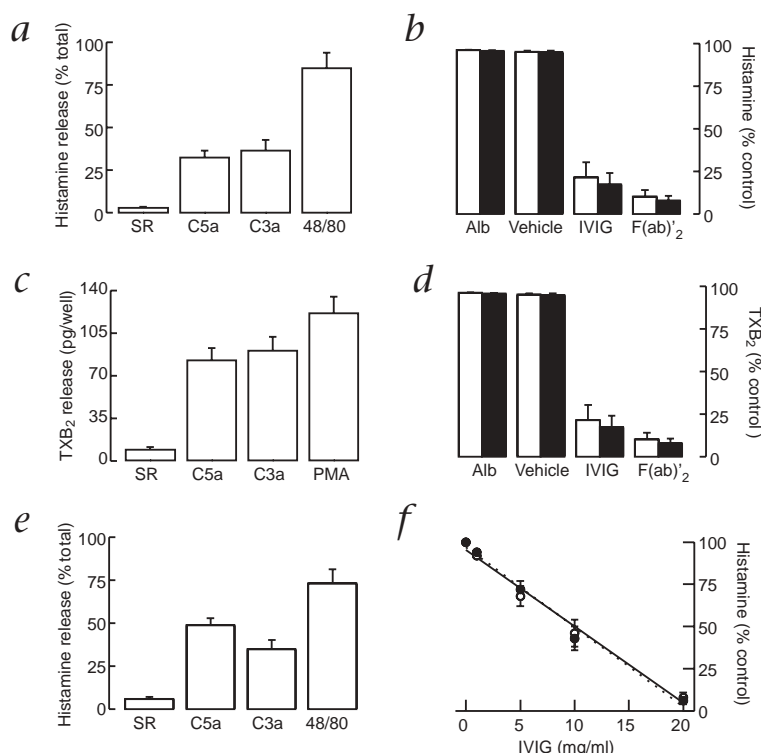 a
Histamine release (% total)
100
75
50
25
0
SR C5a C3a 48/80
b
Histamine (% control)
100
75
50
25
0
Alb Vehicle IVIG F(ab)'₂
c
TXB₂ release (pg/well)
140
105
70
35
0
SR C5a C3a PMA
d
TXB₂ (% control )
100
75
50
25
0
Alb Vehicle IVIG F(ab)'₂
e
Histamine release (% total)
100
75
50
25
0
SR C5a C3a 48/80
f
Histamine (% control)
100
75
50
25
0
0 5 10 15 20
IVIG (mg/ml)